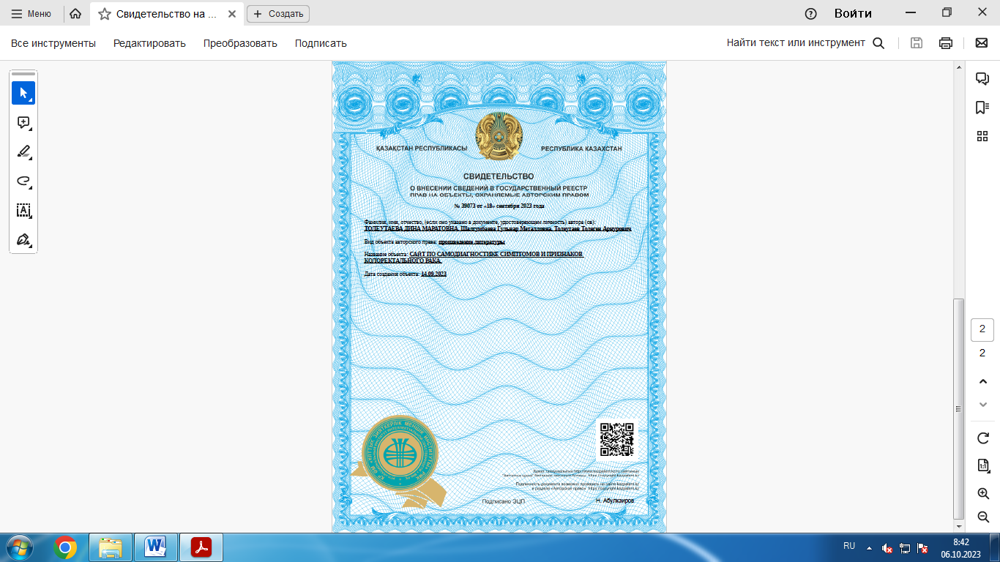 Меню
Свидетельство на ...
Создать
Войти
Все инструменты
Редактировать
Преобразовать
Подписать
Найти текст или инструмент
ҚАЗАҚСТАН РЕСПУБЛИКАСЫ
РЕСПУБЛИКА КАЗАХСТАН
СВИДЕТЕЛЬСТВО
О ВНЕСЕНИИ СВЕДЕНИЙ В ГОСУДАРСТВЕННЫЙ РЕЕСТР
ПРАВ НА ОБЪЕКТЫ, ОХРАНЯЕМЫЕ АВТОРСКИМ ПРАВОМ
№ 39073 от «18» сентября 2023 года
Фамилия, имя, отчество, (если оно указано в документе, удостоверяющем личность) автора (ов):
ТОЛЕУТАЕВА ДИНА МАРАТОВНА, Шалгумбаева Гульнар Металловна, Толеутаев Толеген Арнурович
Вид объекта авторского права: произведение литературы
Название объекта: САЙТ ПО САМОДИАГНОСТИКЕ СИМПТОМОВ И ПРИЗНАКОВ
КОЛОРЕКТАЛЬНОГО РАКА.
Дата создания объекта: 14.09.2023
Подлинность документа возможно проверить на сайте kazpatent.kz
в разделе «Авторское право» https://copyright.kazpatent.kz
Подписано ЭЦП
Н. Абулкаиров
2
2
1:1
RU
8:42
06.10.2023